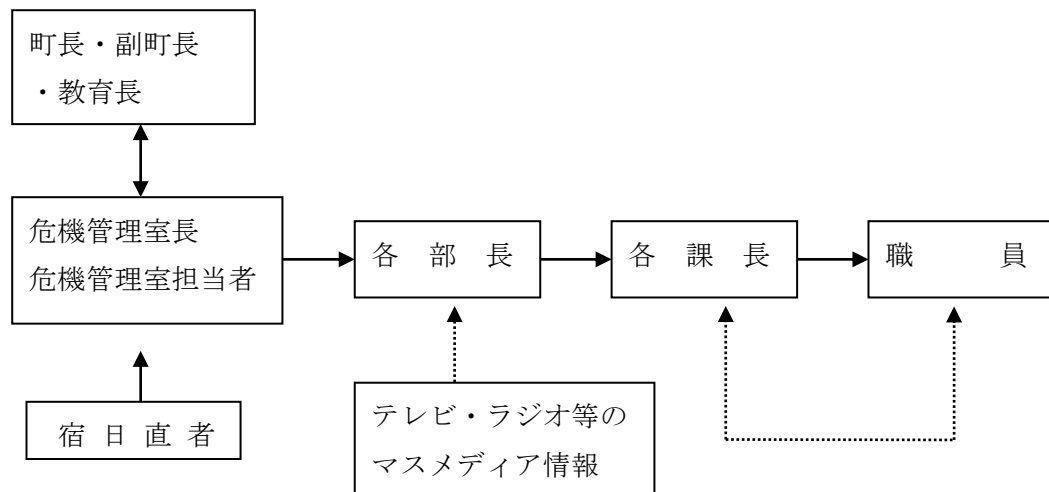 町長・副町長
・教育長
危機管理室長
危機管理室担当者
各 部 長
各 課 長
職 員
宿 日 直 者
テレビ・ラジオ等の
マスメディア情報